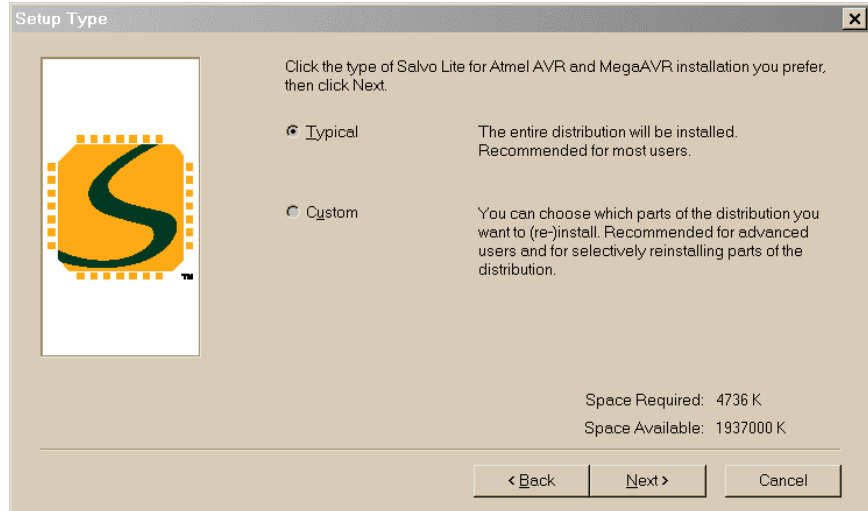 Setup Type
Click the type of Salvo Lite for Atmel AVR and MegaAVR installation you prefer,
then click Next.
Typical
The entire distribution will be installed.
Recommended for most users.
Custom
You can choose which parts of the distribution you
want to (re-)install. Recommended for advanced
users and for selectively reinstalling parts of the
distribution.
TM
Space Required: 4736 K
Space Available: 1937000 K
< Back Next > Cancel